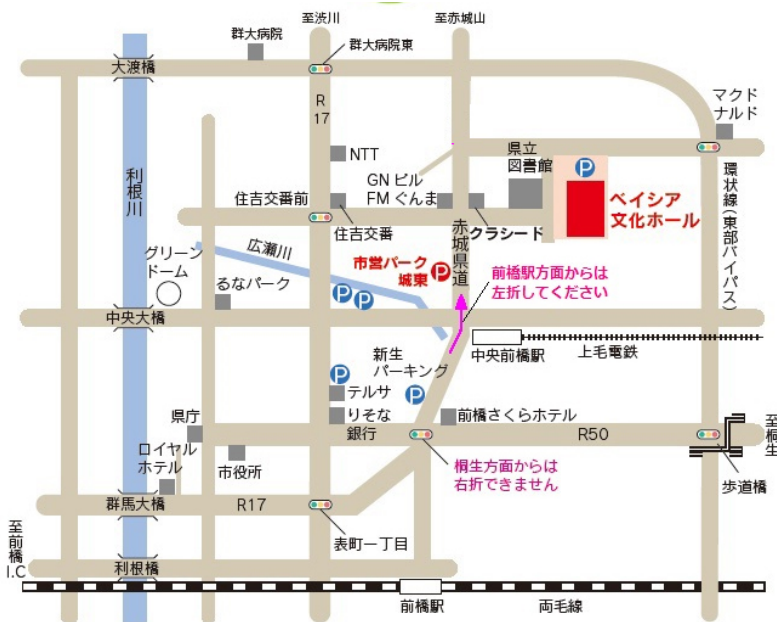 至渋川
至赤城山
群大病院
群大病院東
大渡橋
R
17
マクド
ナルド
NTT
県立
図書館
P
利根川
GN ビル
FM ぐんま
環状線(東部バイパス)
住吉交番前
ベイシア
文化ホール
住吉交番
クラシード
赤城県道
広瀬川
グリーン
ドーム
市営パーク
城東
P
前橋駅方面からは
左折してください
るなパーク
P
P
中央大橋
中央前橋駅
上毛電鉄
新生
パーキング
P
P
テルサ
りそな
銀行
前橋さくらホテル
県庁
R50
至桐生
ロイヤル
ホテル
市役所
桐生方面からは
右折できません
歩道橋
群馬大橋
R17
表町一丁目
至前橋
I.C
利根橋
前橋駅
両毛線